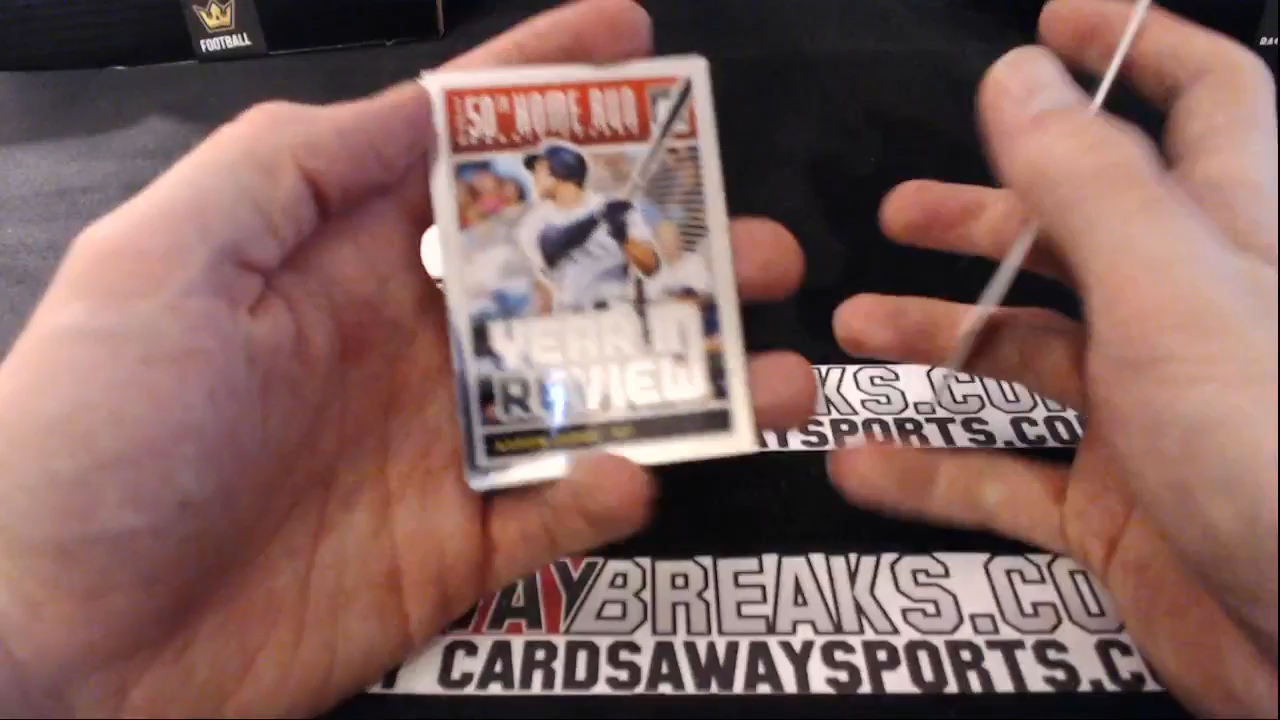 FOOTBALL
50TH HOME RUN
YEAR IN
REVIEW
KS.CO
AYSPORTS.CO
AYBREAKS.CO
CARDSAWAYSPORTS.C